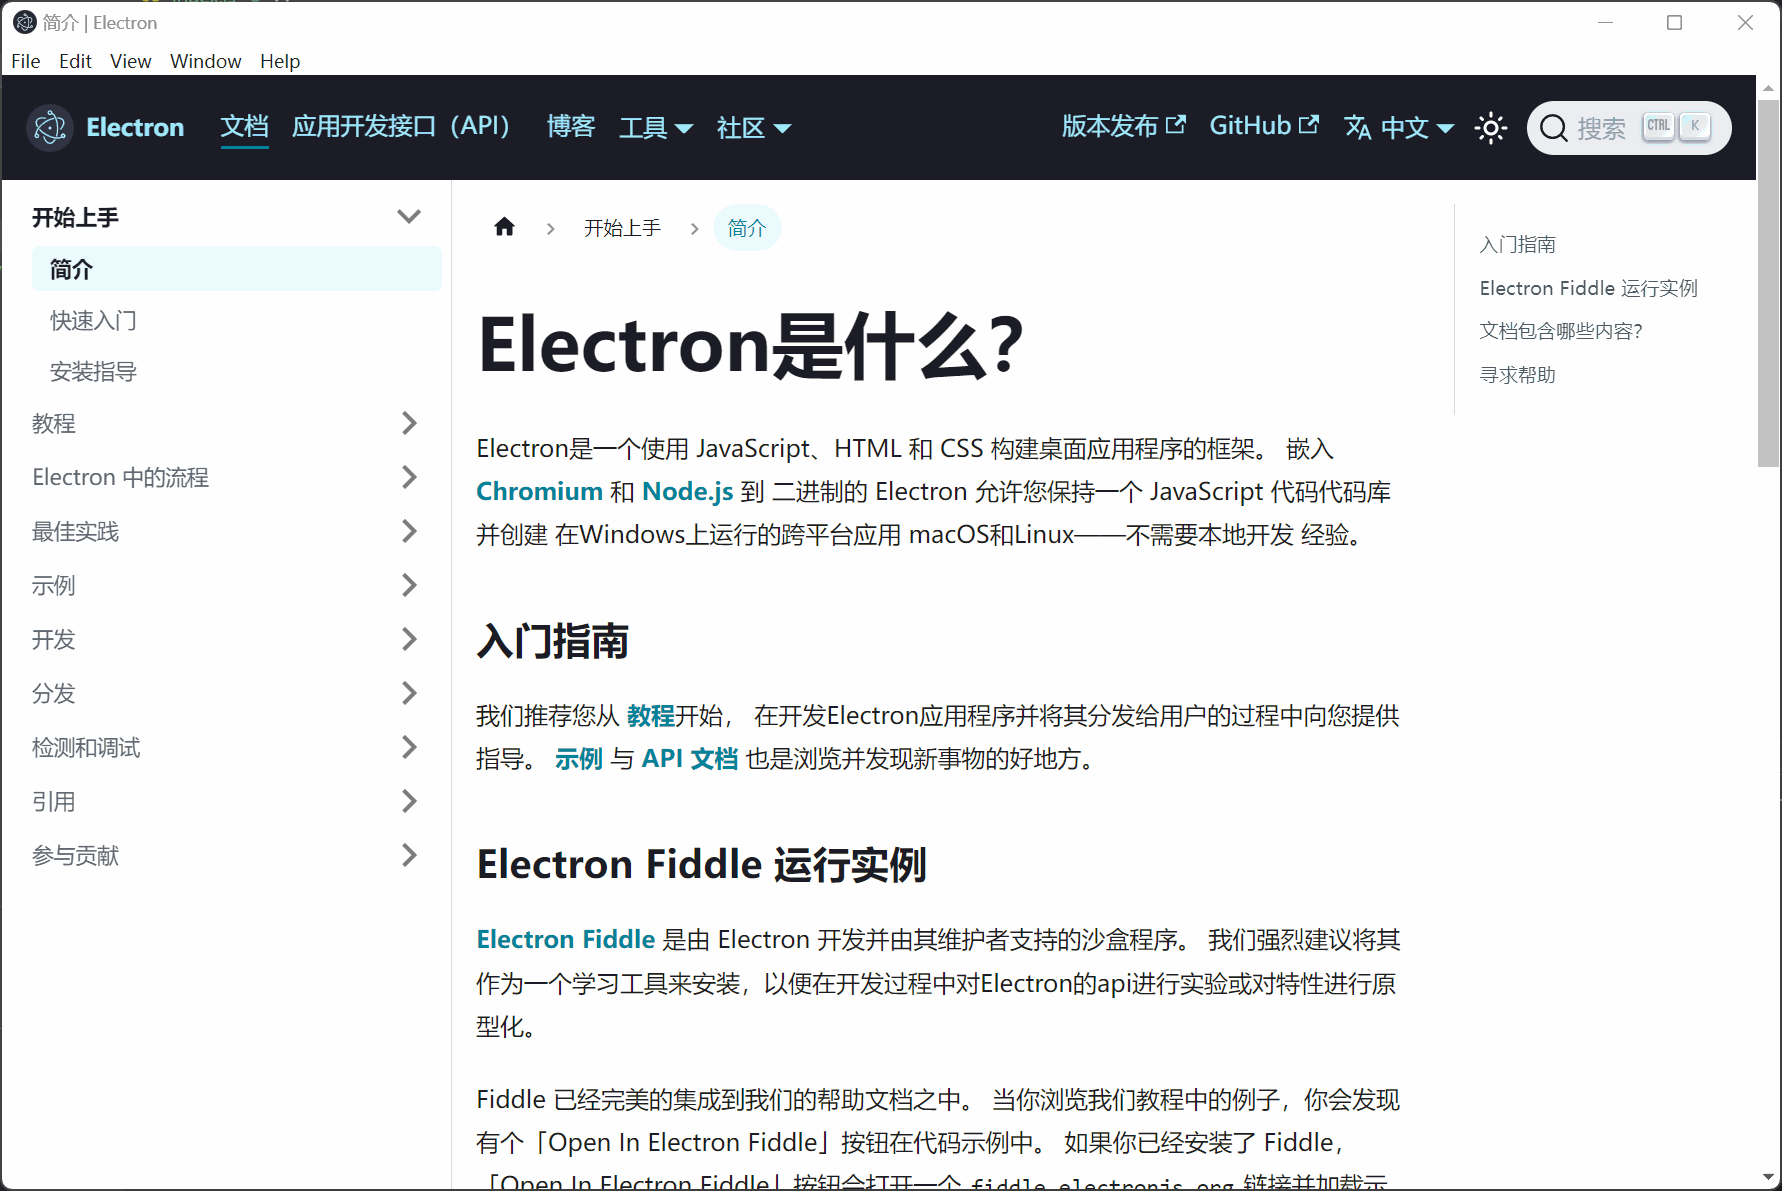 简介 | Electron
File Edit View Window Help
Electron 文档 应用开发接口（API） 博客 工具 社区 版本发布 GitHub 中文 搜索 CTRL K
开始上手
简介
快速入门
安装指导
教程
Electron 中的流程
最佳实践
示例
开发
分发
检测和调试
引用
参与贡献
开始上手 简介
Electron是什么？
Electron是一个使用 JavaScript、HTML 和 CSS 构建桌面应用程序的框架。 嵌入
Chromium 和 Node.js 到 二进制的 Electron 允许您保持一个 JavaScript 代码代码库
并创建 在Windows上运行的跨平台应用 macOS和Linux——不需要本地开发 经验。
入门指南
我们推荐您从 教程开始， 在开发Electron应用程序并将其分发给用户的过程中向您提供
指导。 示例 与 API 文档 也是浏览并发现新事物的好地方。
Electron Fiddle 运行实例
Electron Fiddle 是由 Electron 开发并由其维护者支持的沙盒程序。 我们强烈建议将其
作为一个学习工具来安装，以便在开发过程中对Electron的api进行实验或对特性进行原
型化。
Fiddle 已经完美的集成到我们的帮助文档之中。 当你浏览我们教程中的例子，你会发现
有个「Open In Electron Fiddle」按钮在代码示例中。 如果你已经安装了 Fiddle，
「Open In Electron Fiddle」按钮会打开一个 fiddle.electronjs.org 链接并加载示
入门指南
Electron Fiddle 运行实例
文档包含哪些内容?
寻求帮助